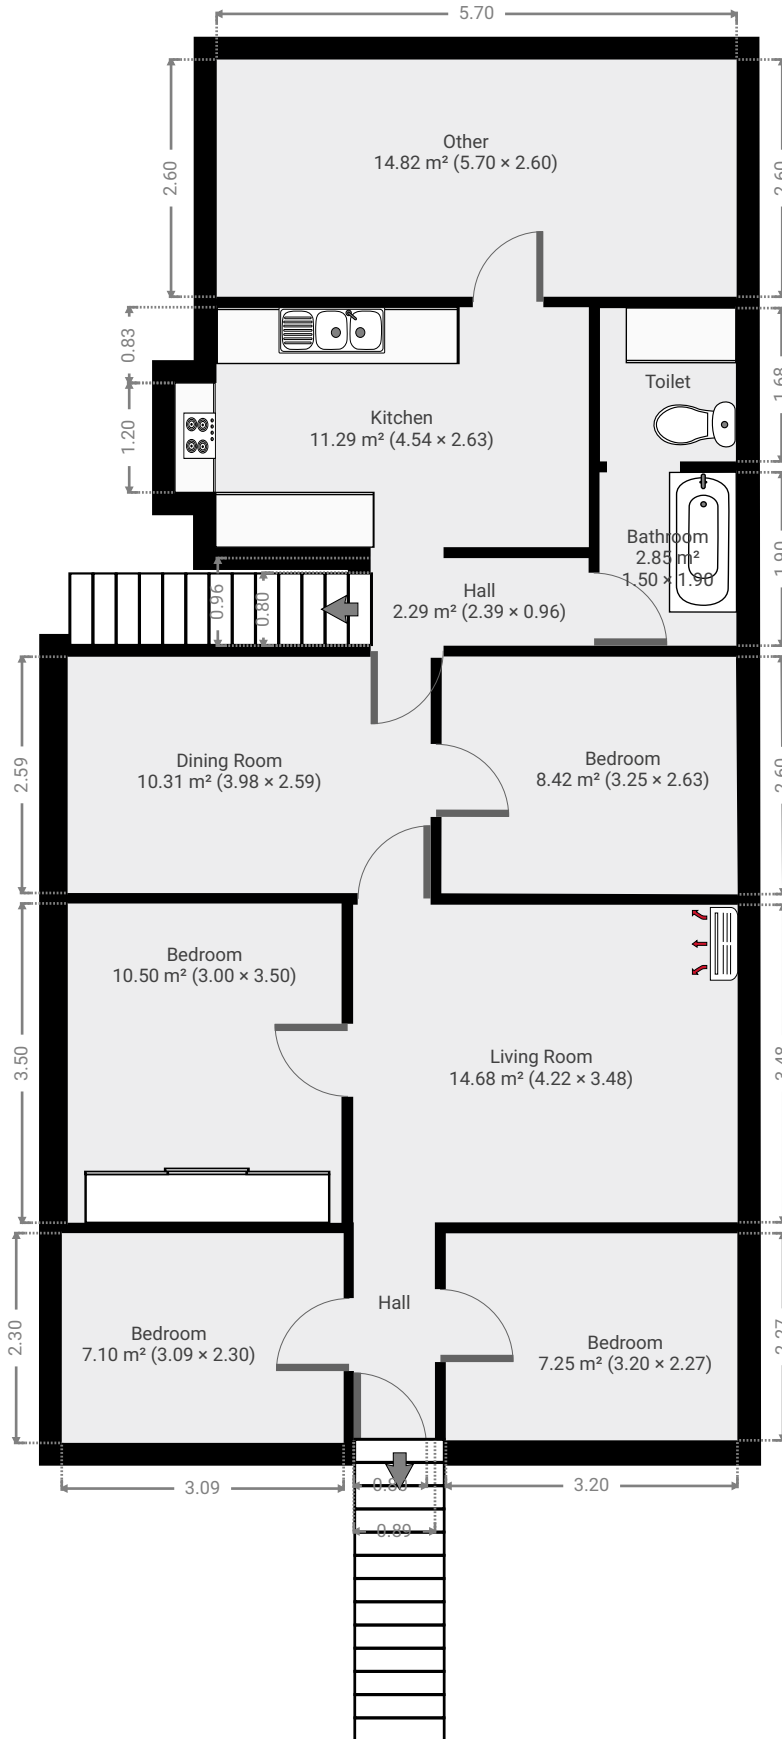 5.70
2.60
2.60
Other
14.82 m² (5.70 × 2.60)
0.83
1.68
Toilet
1.20
Kitchen
11.29 m² (4.54 × 2.63)
Bathroom
2.85 m²
1.50 × 1.90
1.90
0.96
0.80
Hall
2.29 m² (2.39 × 0.96)
2.59
Dining Room
10.31 m² (3.98 × 2.59)
Bedroom
8.42 m² (3.25 × 2.63)
2.60
Bedroom
10.50 m² (3.00 × 3.50)
3.50
Living Room
14.68 m² (4.22 × 3.48)
3.48
Hall
2.30
Bedroom
7.10 m² (3.09 × 2.30)
Bedroom
7.25 m² (3.20 × 2.27)
2.27
3.09
3.20
0.89